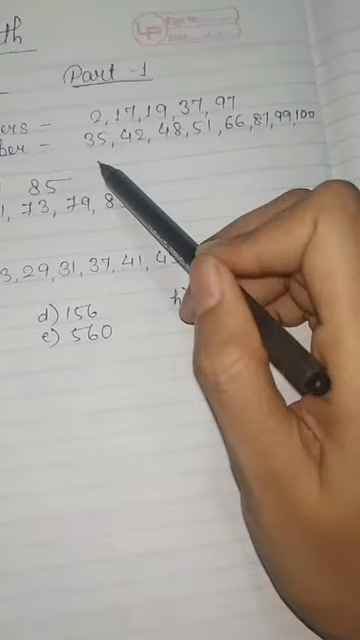 th
Part - 1
ers - 2, 17, 19, 37, 97
ber - 35, 42, 48, 51, 66, 87, 99, 100
85
1, 73, 79, 8
3, 29, 31, 37, 41, 4
d) 156
h)
e) 560